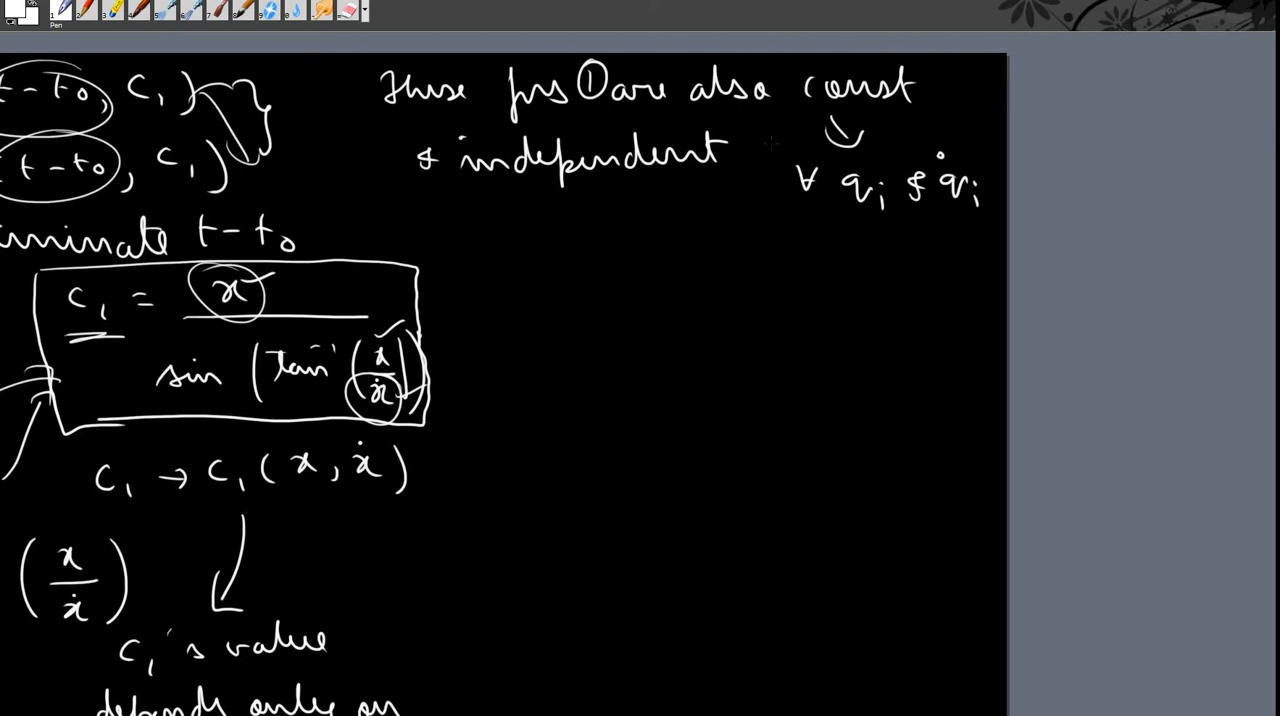 t-t₀, C₁)
These fns ① are also const
t-t₀, C₁)
& independent
∀ qᵢ & q̇ᵢ
iminate t-t₀
C₁ = x / sin (tan⁻¹ (x/ẋ))
C₁ → C₁ (x, ẋ)
(x/ẋ)
C₁'s value
depends only on
Pen